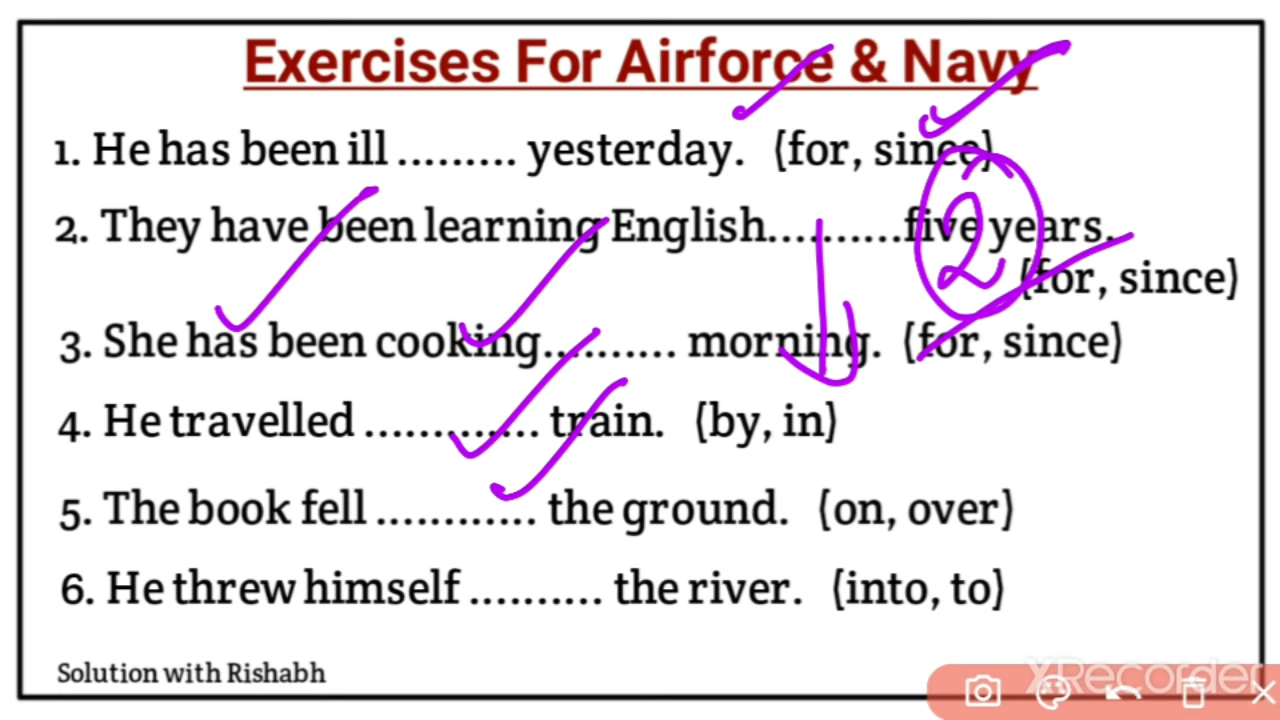 Exercises For Airforce & Navy
1. He has been ill ......... yesterday. (for, since)
2. They have been learning English..........five years.
(for, since)
2
3. She has been cooking.......... morning. (for, since)
4. He travelled ............. train. (by, in)
5. The book fell ............ the ground. (on, over)
6. He threw himself .......... the river. (into, to)
Solution with Rishabh
XRecorder